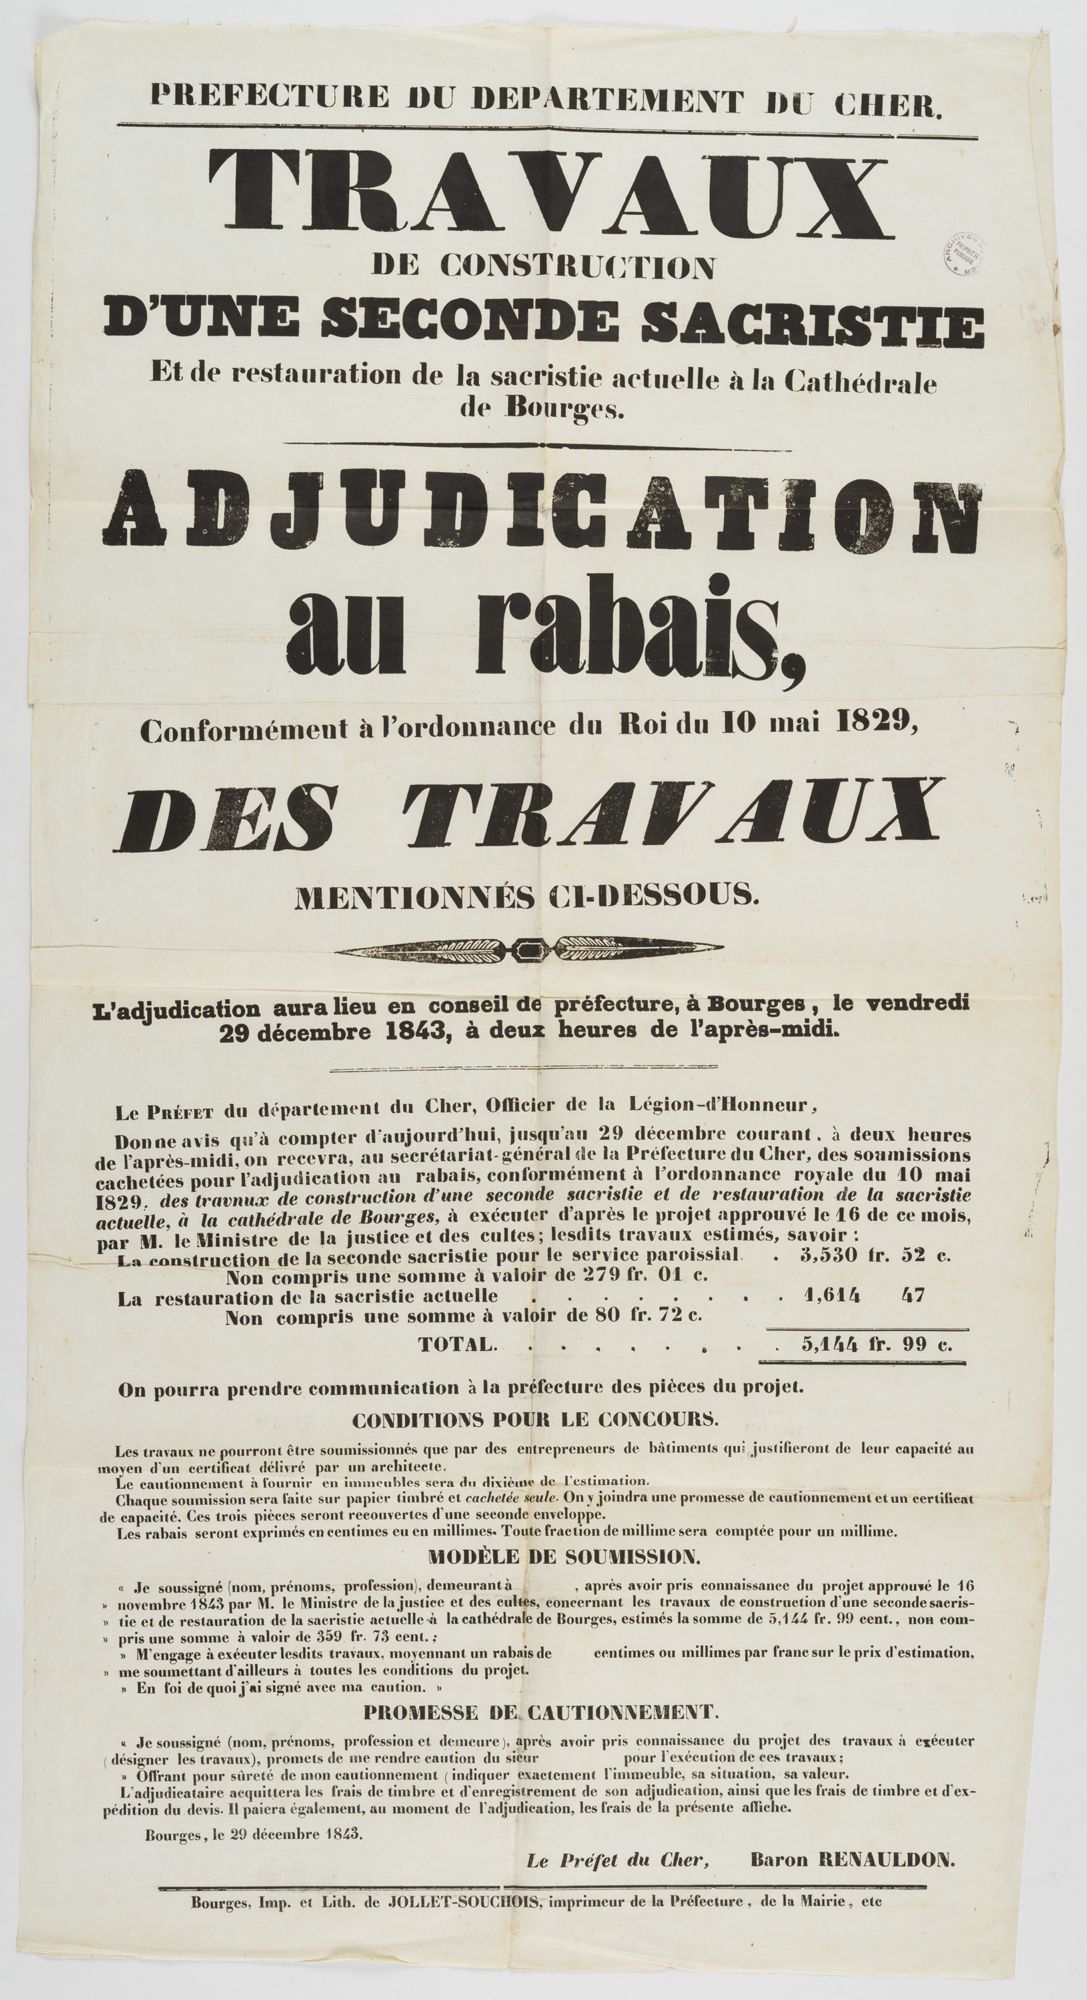 PREFECTURE DU DEPARTEMENT DU CHER.
TRAVAUX
DE CONSTRUCTION
D'UNE SECONDE SACRISTIE
Et de restauration de la sacristie actuelle à la Cathédrale
de Bourges.
ADJUDICATION
au rabais,
Conformément à l'ordonnance du Roi du 10 mai 1829,
DES TRAVAUX
MENTIONNÉS CI-DESSOUS.
L'adjudication aura lieu en conseil de préfecture, à Bourges, le vendredi
29 décembre 1843, à deux heures de l'après-midi.
Le PRÉFET du département du Cher, Officier de la Légion-d'Honneur,
Donne avis qu'à compter d'aujourd'hui, jusqu'au 29 décembre courant, à deux heures
de l'après-midi, on recevra, au secrétariat-général de la Préfecture du Cher, des soumissions
cachetées pour l'adjudication au rabais, conformément à l'ordonnance royale du 10 mai
1829, des travnux de construction d'une seconde sacristie et de restauration de la sacristie
actuelle, à la cathédrale de Bourges, à exécuter d'après le projet approuvé le 16 de ce mois,
par M. le Ministre de la justice et des cultes; lesdits travaux estimés, savoir :
La construction de la seconde sacristie pour le service paroissial . 3,530 fr. 52 c.
Non compris une somme à valoir de 279 fr. 01 c.
La restauration de la sacristie actuelle . . . . . . . . 1,614 47
Non compris une somme à valoir de 80 fr. 72 c.
TOTAL. . . . . . . . . 5,144 fr. 99 c.
On pourra prendre communication à la préfecture des pièces du projet.
CONDITIONS POUR LE CONCOURS.
Les travaux ne pourront être soumissionnés que par des entrepreneurs de bâtiments qui justifieront de leur capacité au
moyen d'un certificat délivré par un architecte.
Le cautionnement à fournir en immeubles sera du dixième de l'estimation.
Chaque soumission sera faite sur papier timbré et cachetée seule. On y joindra une promesse de cautionnement et un certificat
de capacité. Ces trois pièces seront recouvertes d'une seconde enveloppe.
Les rabais seront exprimés en centimes eu en millimes. Toute fraction de millime sera comptée pour un millime.
MODÈLE DE SOUMISSION.
« Je soussigné (nom, prénoms, profession), demeurant à , après avoir pris connaissance du projet approuvé le 16
» novembre 1843 par M. le Ministre de la justice et des cultes, concernant les travaux de construction d'une seconde sacris-
» tie et de restauration de la sacristie actuelle à la cathédrale de Bourges, estimés la somme de 5,144 fr. 99 cent., non com-
» pris une somme à valoir de 359 fr. 73 cent.;
» M'engage à exécuter lesdits travaux, moyennant un rabais de centimes ou millimes par franc sur le prix d'estimation,
» me soumettant d'ailleurs à toutes les conditions du projet.
» En foi de quoi j'ai signé avec ma caution. »
PROMESSE DE CAUTIONNEMENT.
« Je soussigné (nom, prénoms, profession et demeure), après avoir pris connaissance du projet des travaux à exécuter
(désigner les travaux), promets de me rendre caution du sieur pour l'exécution de ces travaux;
» Offrant pour sûreté de mon cautionnement (indiquer exactement l'immeuble, sa situation, sa valeur.
L'adjudicataire acquittera les frais de timbre et d'enregistrement de son adjudication, ainsi que les frais de timbre et d'ex-
pédition du devis. Il paiera également, au moment de l'adjudication, les frais de la présente affiche.
Bourges, le 29 décembre 1843.
Le Préfet du Cher, Baron RENAULDON.
Bourges, Imp. et Lith. de JOLLET-SOUCHOIS, imprimeur de la Préfecture, de la Mairie, etc